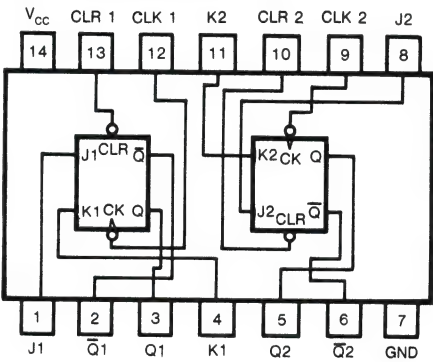 V_CC CLR 1 CLK 1 K2 CLR 2 CLK 2 J2
14 13 12 11 10 9 8
J1 CLR Q̅ K2 CK Q
K1 CK Q J2 CLR Q̅
1 2 3 4 5 6 7
J1 Q̅1 Q1 K1 Q2 Q̅2 GND